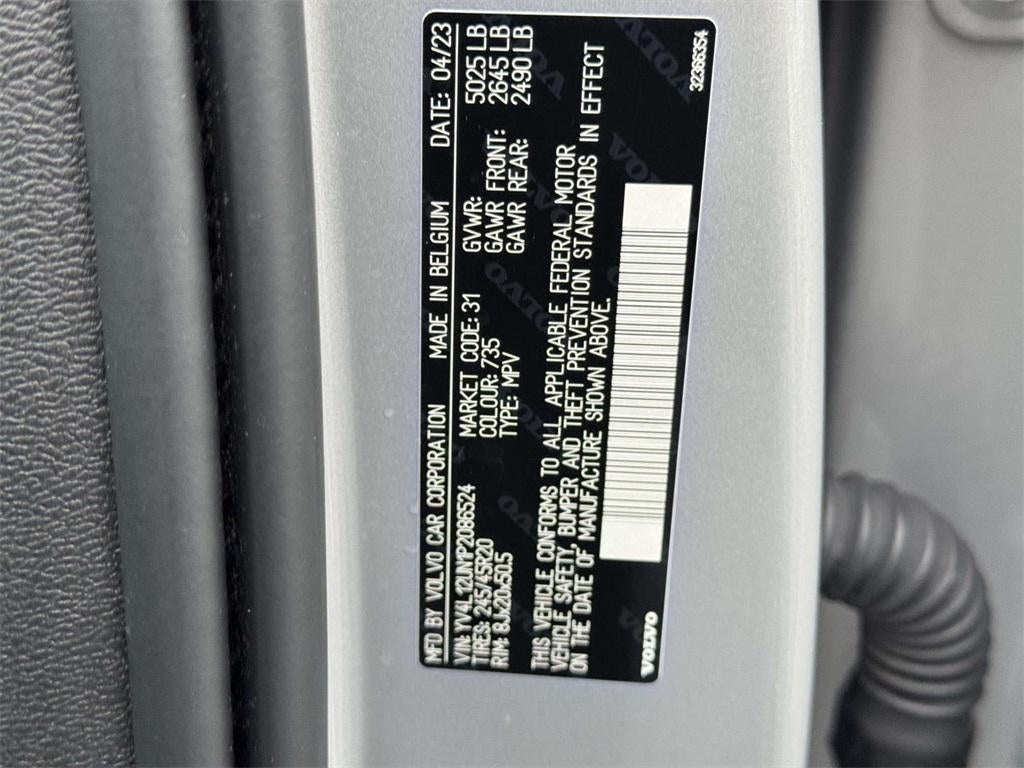 MFD BY VOLVO CAR CORPORATION MADE IN BELGIUM DATE: 04/23
VIN: YV4L12UM1P2086524 MARKET CODE: 31 GVWR: 5025 LB
TIRES: 245/45R20 COLOUR: 735 GAWR FRONT: 2645 LB
RIM: 8Jx20x50.5 TYPE: MPV GAWR REAR: 2490 LB
THIS VEHICLE CONFORMS TO ALL APPLICABLE FEDERAL MOTOR
VEHICLE SAFETY, BUMPER AND THEFT PREVENTION STANDARDS IN EFFECT
ON THE DATE OF MANUFACTURE SHOWN ABOVE.
VOLVO
32366354